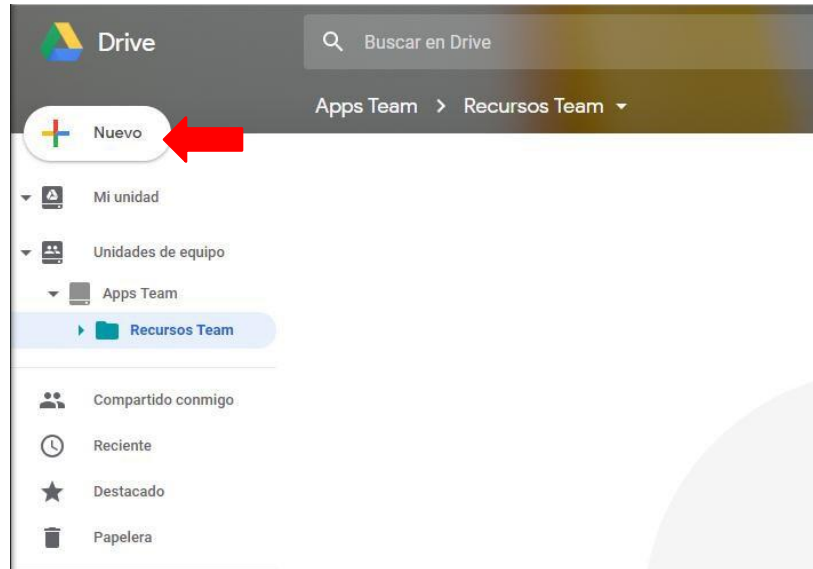 Drive
Buscar en Drive
Apps Team > Recursos Team
Nuevo
Mi unidad
Unidades de equipo
Apps Team
Recursos Team
Compartido conmigo
Reciente
Destacado
Papelera